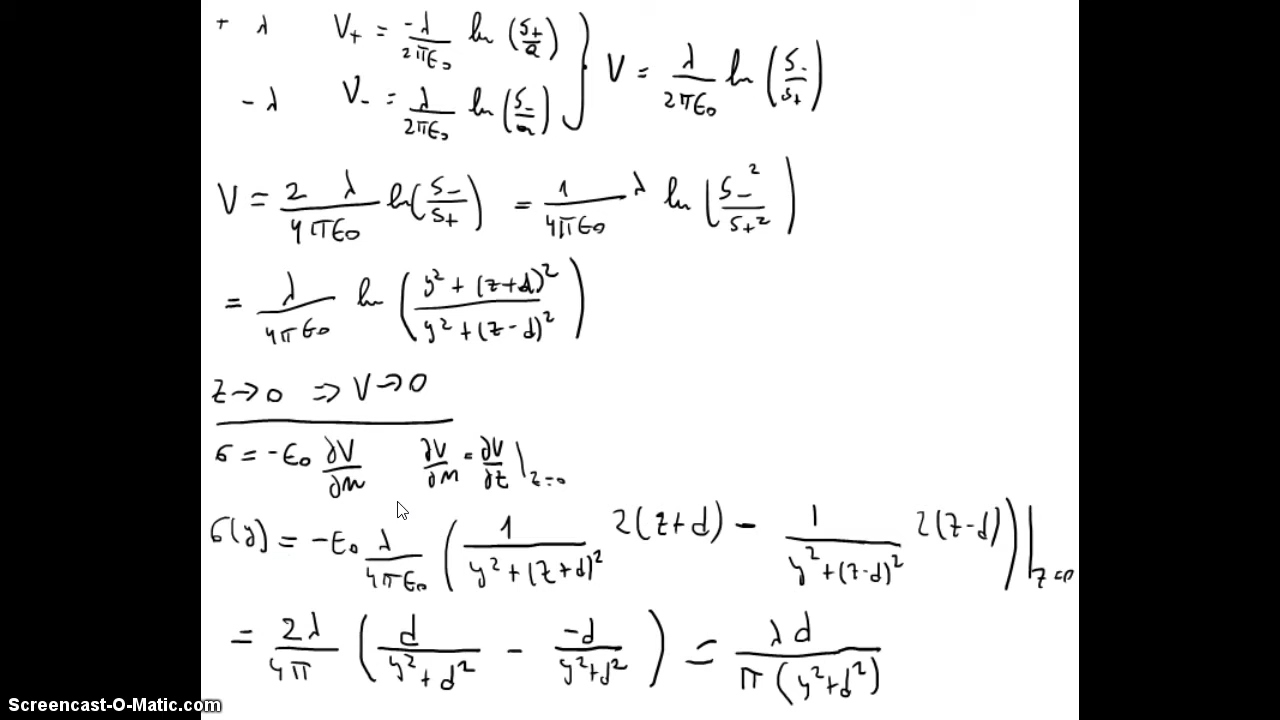 + λ V₊ = -λ/2πε₀ ln (s₊/a) } V = λ/2πε₀ ln (s₋/s₊)
- λ V₋ = λ/2πε₀ ln (s₋/a)
V = 2 λ/4πε₀ ln (s₋/s₊) = 1/4πε₀ λ ln (s₋²/s₊²)
= λ/4πε₀ ln (y² + (z+d)²/y² + (z-d)²)
z → 0 ⇒ V → 0
σ = -ε₀ ∂V/∂n ∂V/∂n = ∂V/∂z |z=0
σ(y) = -ε₀ λ/4πε₀ (1/y² + (z+d)² 2(z+d) - 1/y² + (z-d)² 2(z-d)) |z=0
= 2λ/4π (d/y² + d² - -d/y² + d²) = λd/π(y² + d²)
Screencast-O-Matic.com